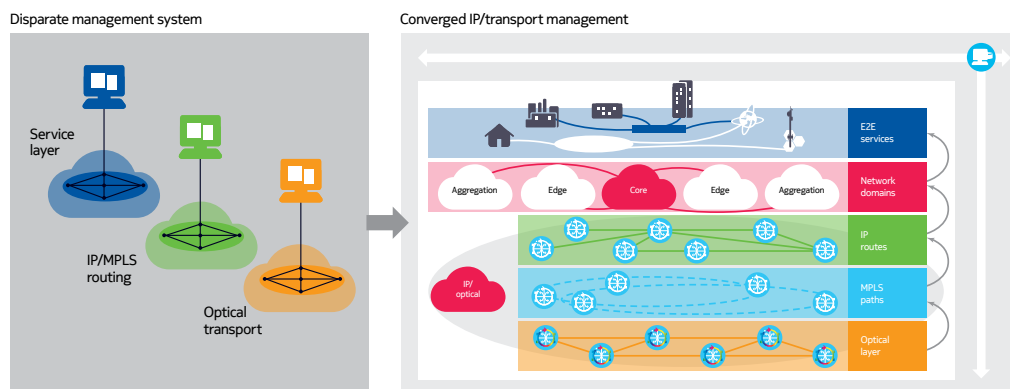 Disparate management system
Converged IP/transport management
Service
layer
IP/MPLS
routing
Optical
transport
E2E
services
Aggregation
Edge
Core
Edge
Aggregation
Network
domains
IP
routes
IP/
optical
MPLS
paths
Optical
layer